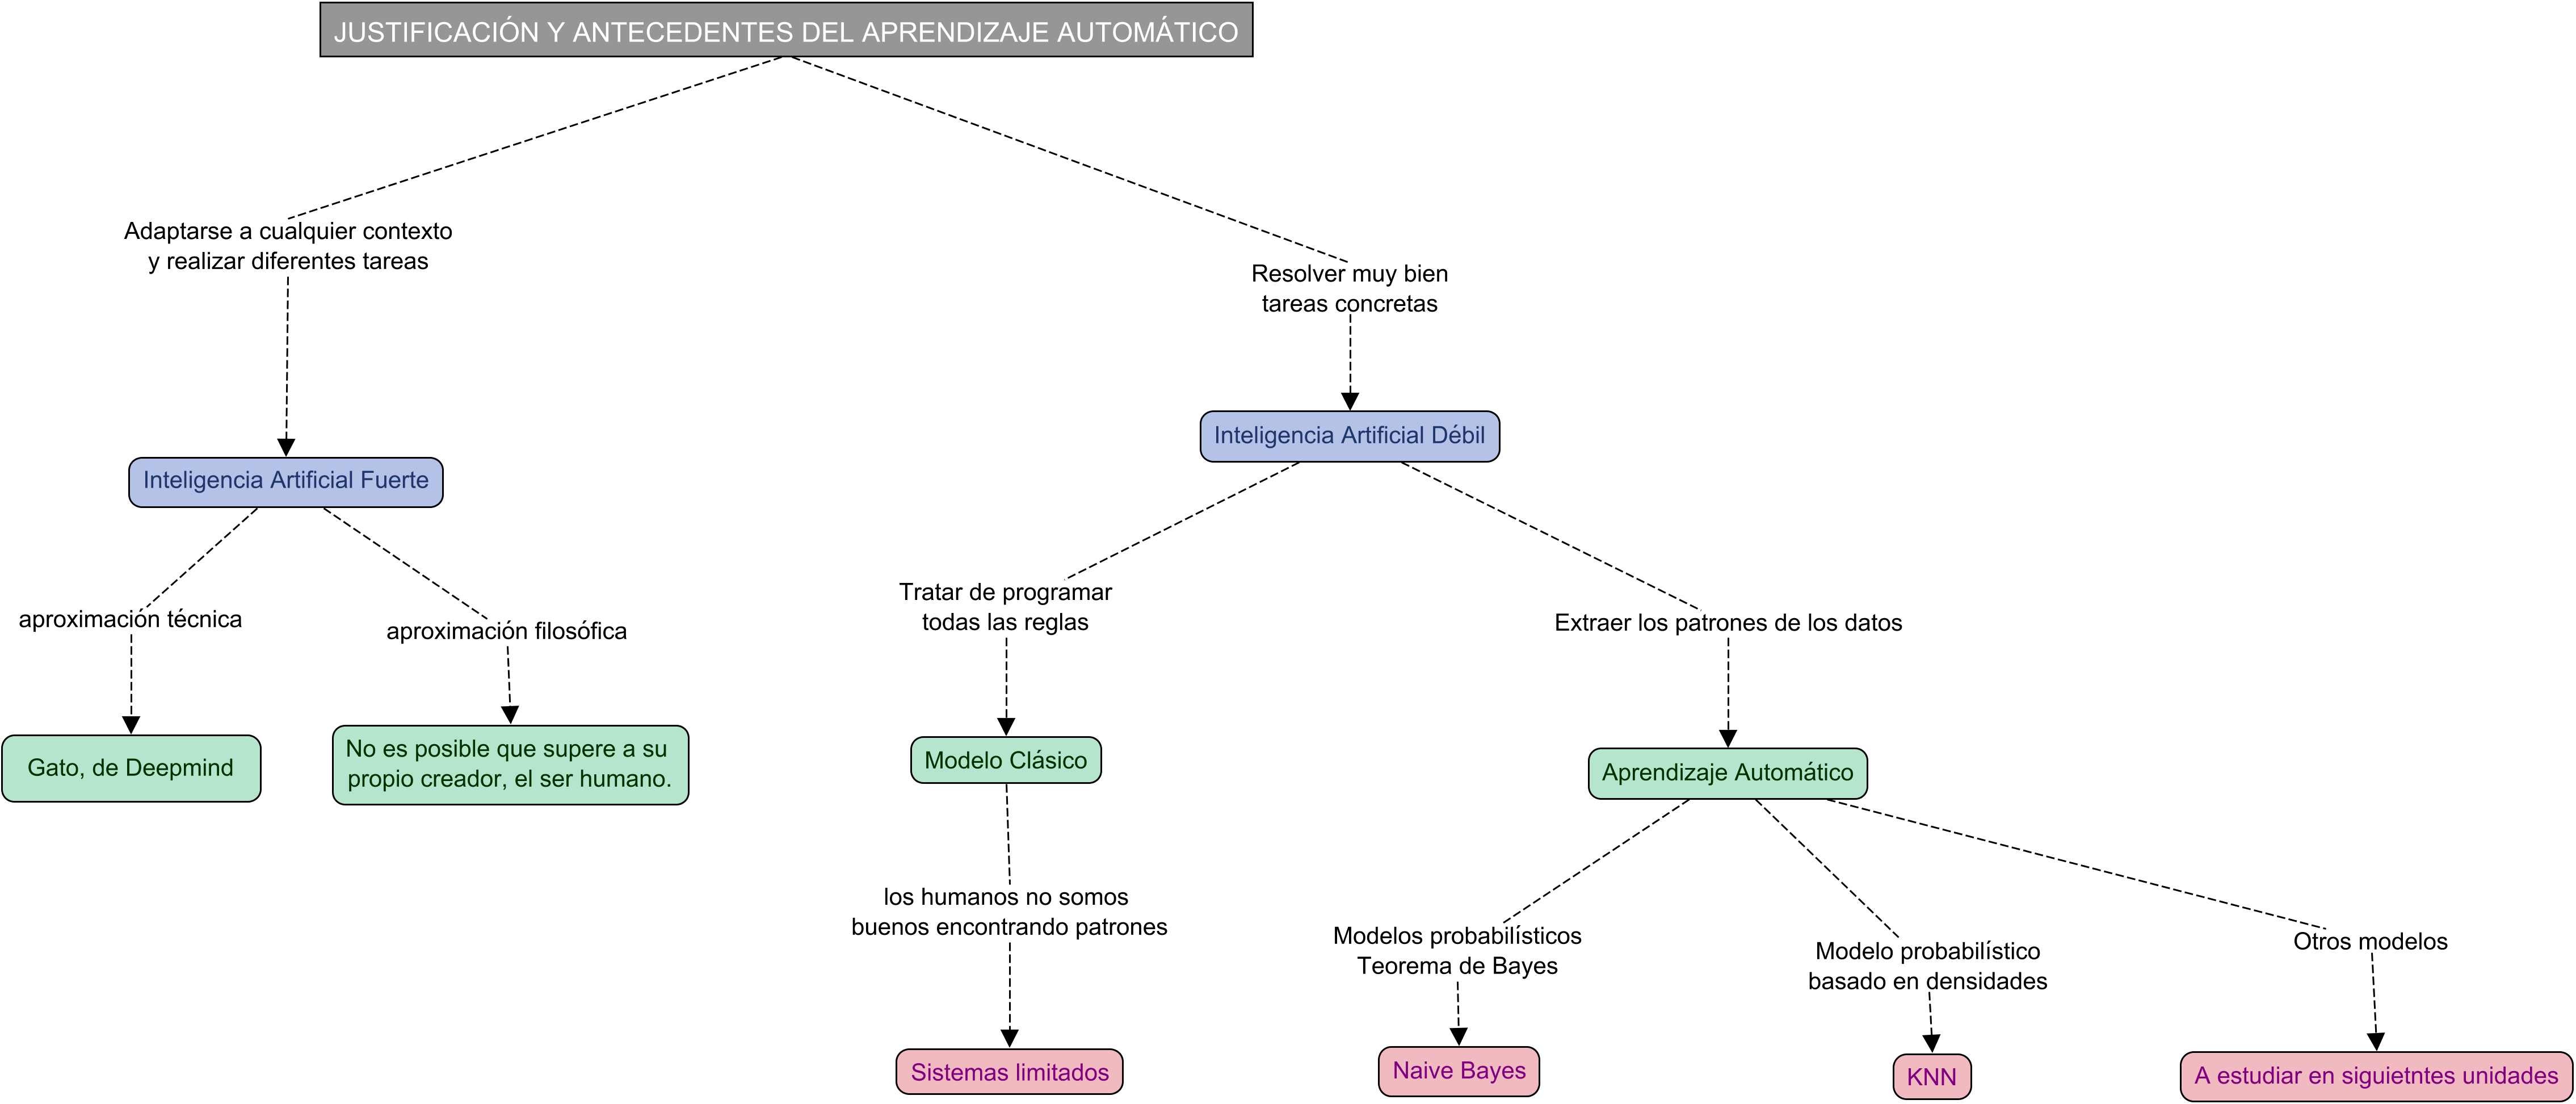 JUSTIFICACIÓN Y ANTECEDENTES DEL APRENDIZAJE AUTOMÁTICO
Adaptarse a cualquier contexto
y realizar diferentes tareas
Resolver muy bien
tareas concretas
Inteligencia Artificial Débil
Inteligencia Artificial Fuerte
aproximación técnica
aproximación filosófica
Tratar de programar
todas las reglas
Extraer los patrones de los datos
Gato, de Deepmind
No es posible que supere a su
propio creador, el ser humano.
Modelo Clásico
Aprendizaje Automático
los humanos no somos
buenos encontrando patrones
Modelos probabilísticos
Teorema de Bayes
Modelo probabilístico
basado en densidades
Otros modelos
Sistemas limitados
Naive Bayes
KNN
A estudiar en siguietntes unidades